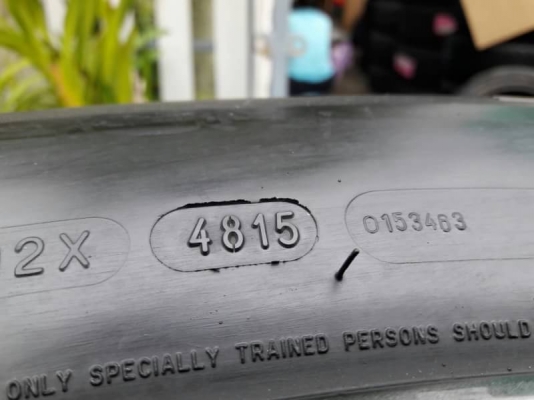 2X 4815 0153463
ONLY SPECIALLY TRAINED PERSONS SHOULD